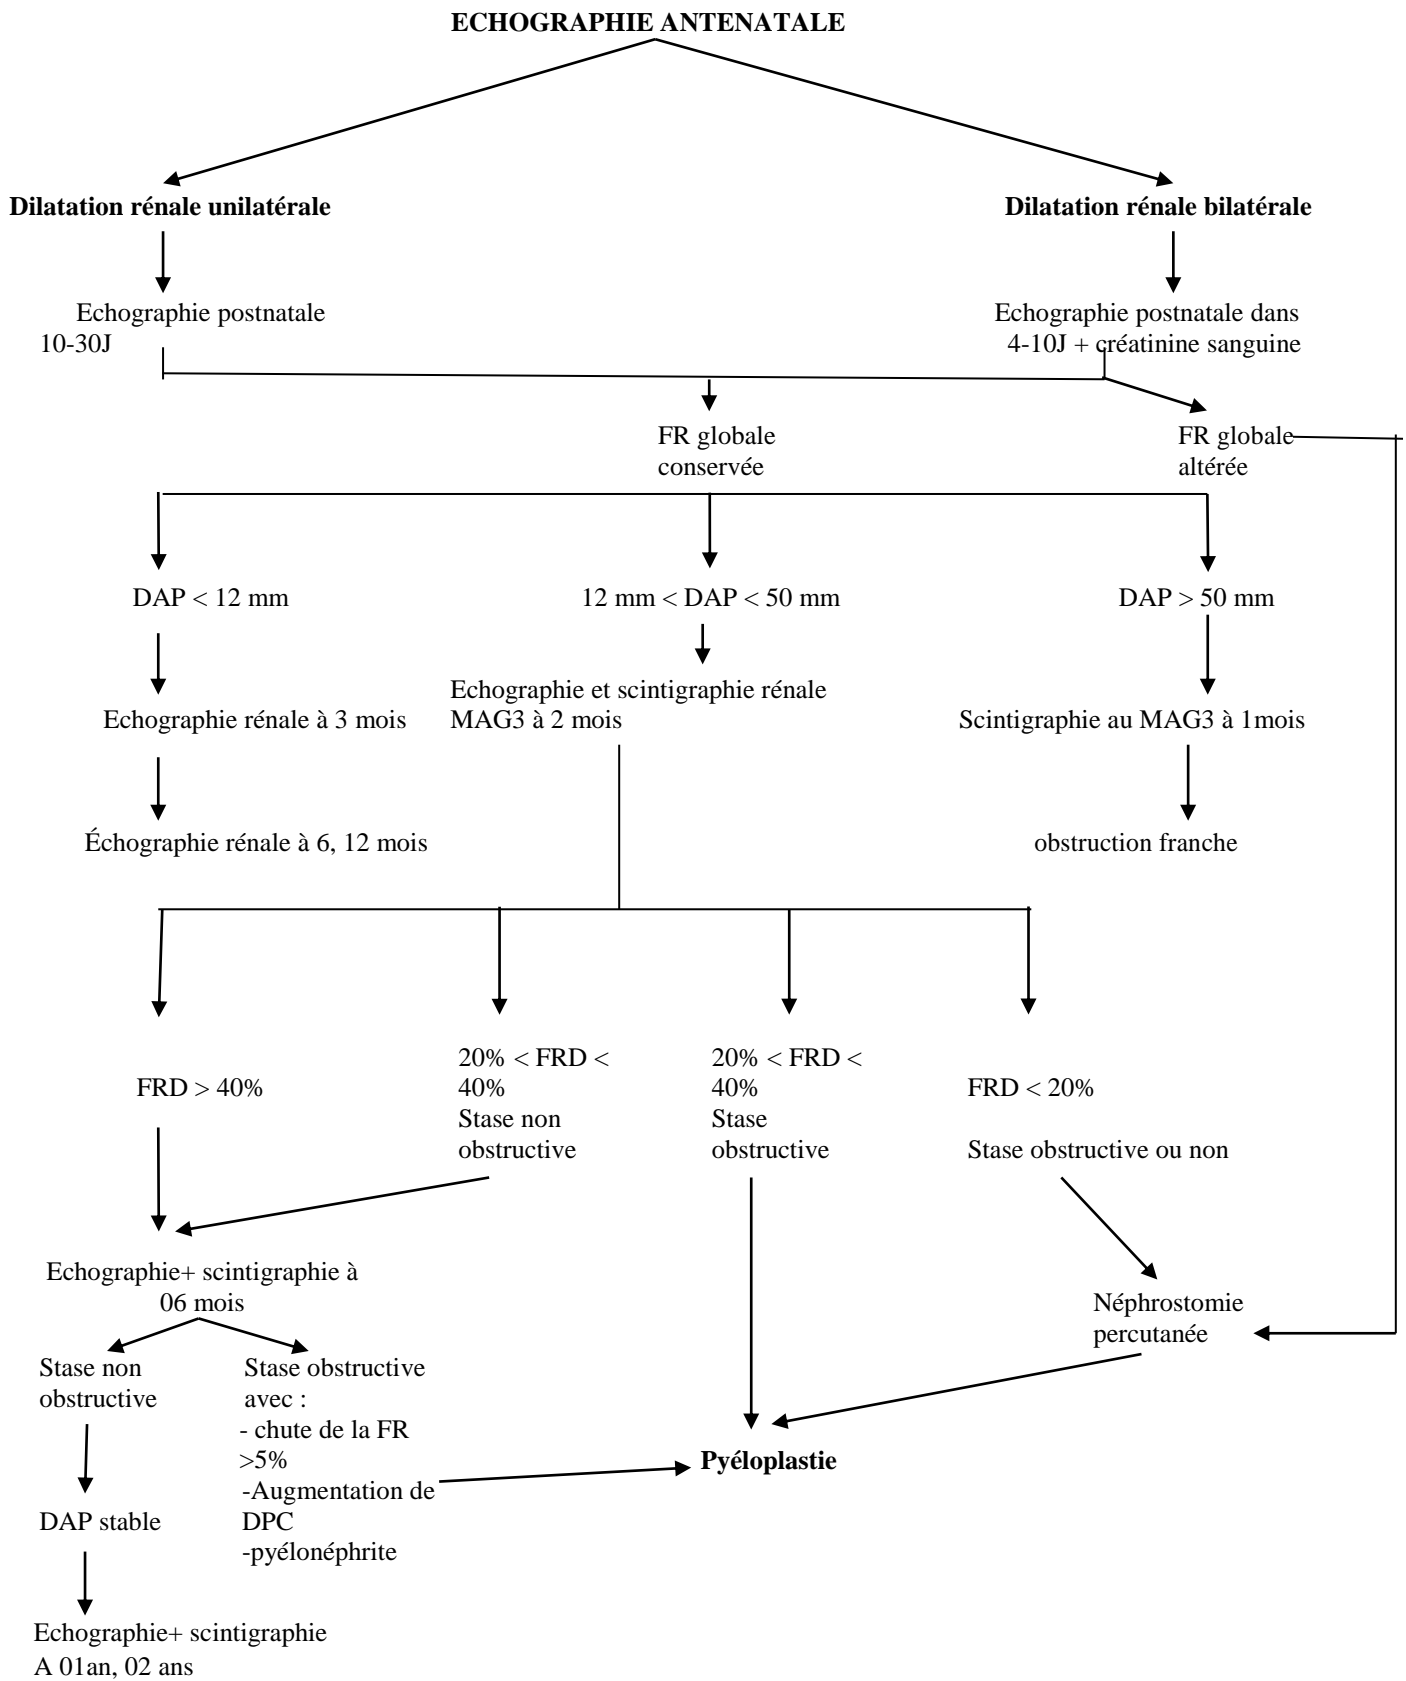 ECHOGRAPHIE ANTENATALE
Dilatation rénale unilatérale
Dilatation rénale bilatérale
Echographie postnatale
10-30J
Echographie postnatale dans
4-10J + créatinine sanguine
FR globale
conservée
FR globale
altérée
DAP < 12 mm
12 mm < DAP < 50 mm
DAP > 50 mm
Echographie rénale à 3 mois
Echographie et scintigraphie rénale
MAG3 à 2 mois
Scintigraphie au MAG3 à 1mois
Échographie rénale à 6, 12 mois
obstruction franche
FRD > 40%
20% < FRD <
40%
Stase non
obstructive
20% < FRD <
40%
Stase
obstructive
FRD < 20%
Stase obstructive ou non
Echographie+ scintigraphie à
06 mois
Néphrostomie
percutanée
Stase non
obstructive
Stase obstructive
avec :
- chute de la FR
>5%
-Augmentation de
DPC
-pyélonéphrite
Pyéloplastie
DAP stable
Echographie+ scintigraphie
A 01an, 02 ans